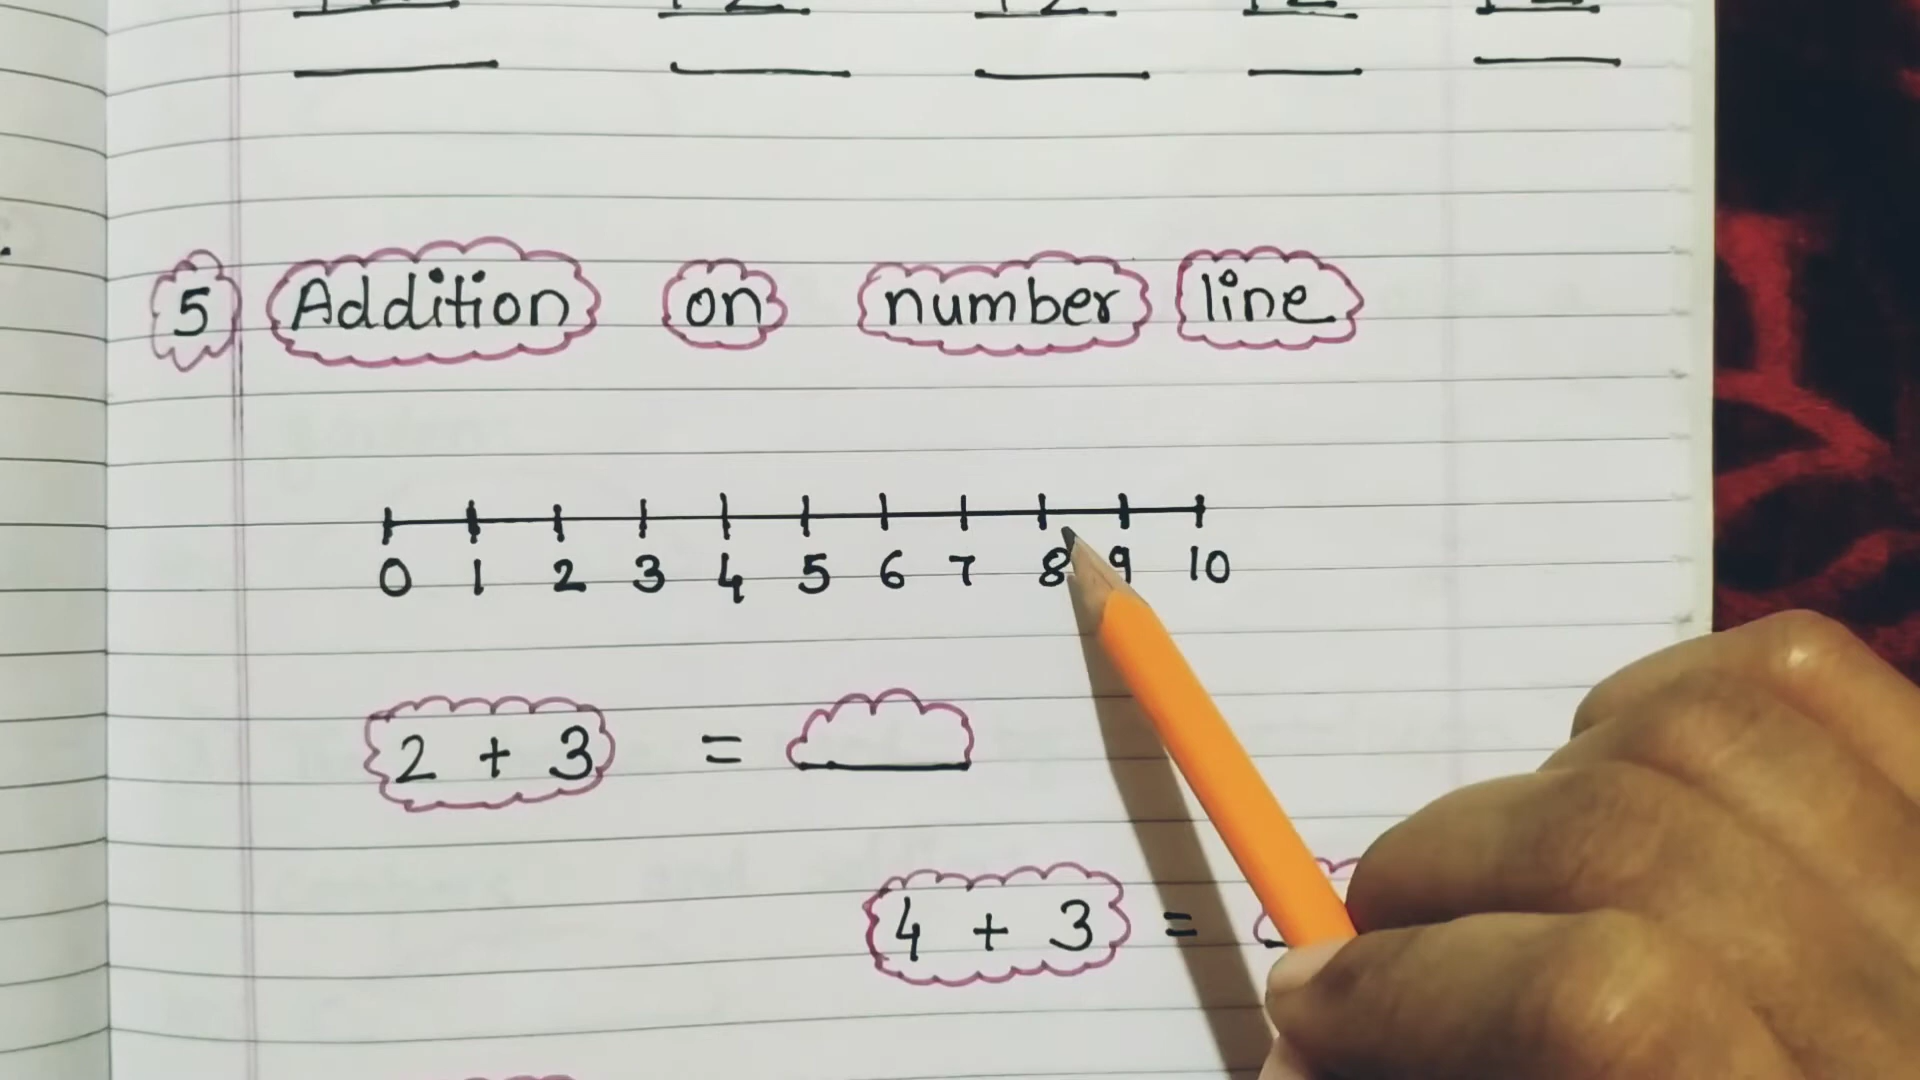 5 Addition on number line
0 1 2 3 4 5 6 7 8 9 10
2 + 3 =
4 + 3 =